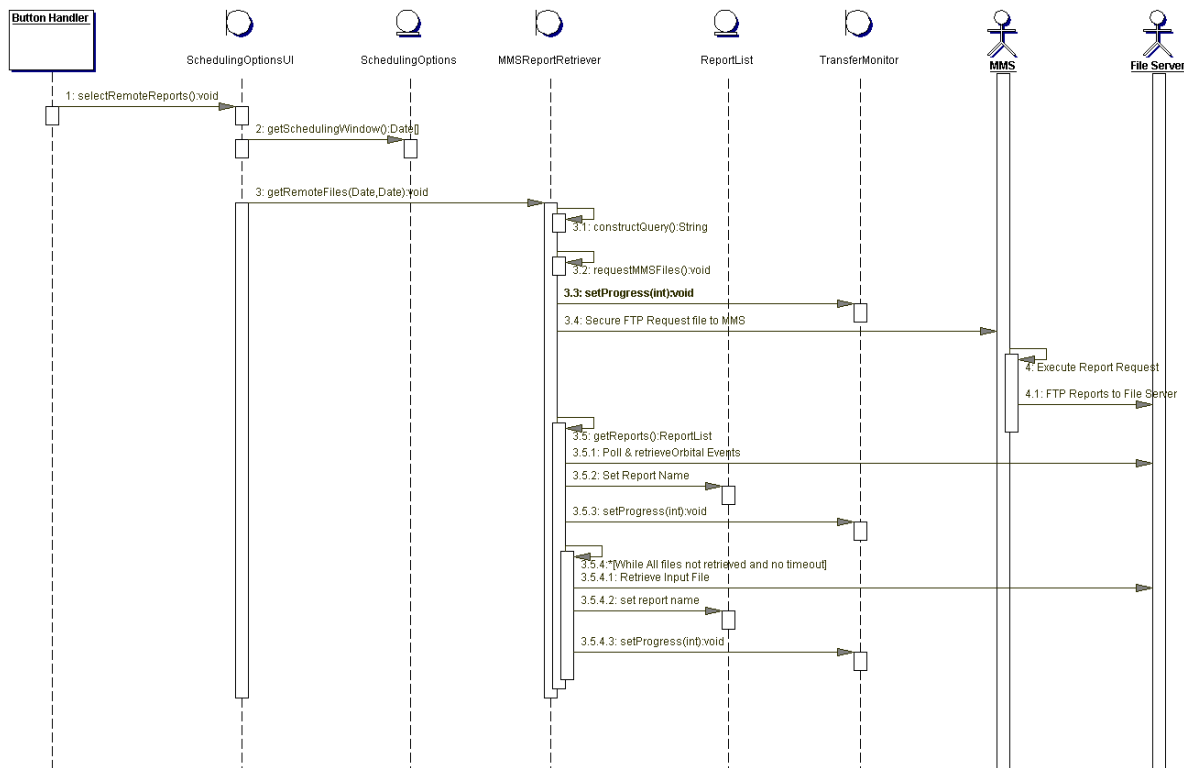 Button Handler
SchedulingOptionsUI
SchedulingOptions
MMSReportRetriever
ReportList
TransferMonitor
MMS
File Server
1: selectRemoteReports():void
2: getSchedulingWindow():Date[]
3: getRemoteFiles(Date,Date):void
3.1: constructQuery():String
3.2: requestMMSFiles():void
3.3: setProgress(int):void
3.4: Secure FTP Request file to MMS
4: Execute Report Request
4.1: FTP Reports to File Server
3.5: getReports():ReportList
3.5.1: Poll & retrieveOrbital Events
3.5.2: Set Report Name
3.5.3: setProgress(int):void
3.5.4:*[While All files not retrieved and no timeout]
3.5.4.1: Retrieve Input File
3.5.4.2: set report name
3.5.4.3: setProgress(int):void